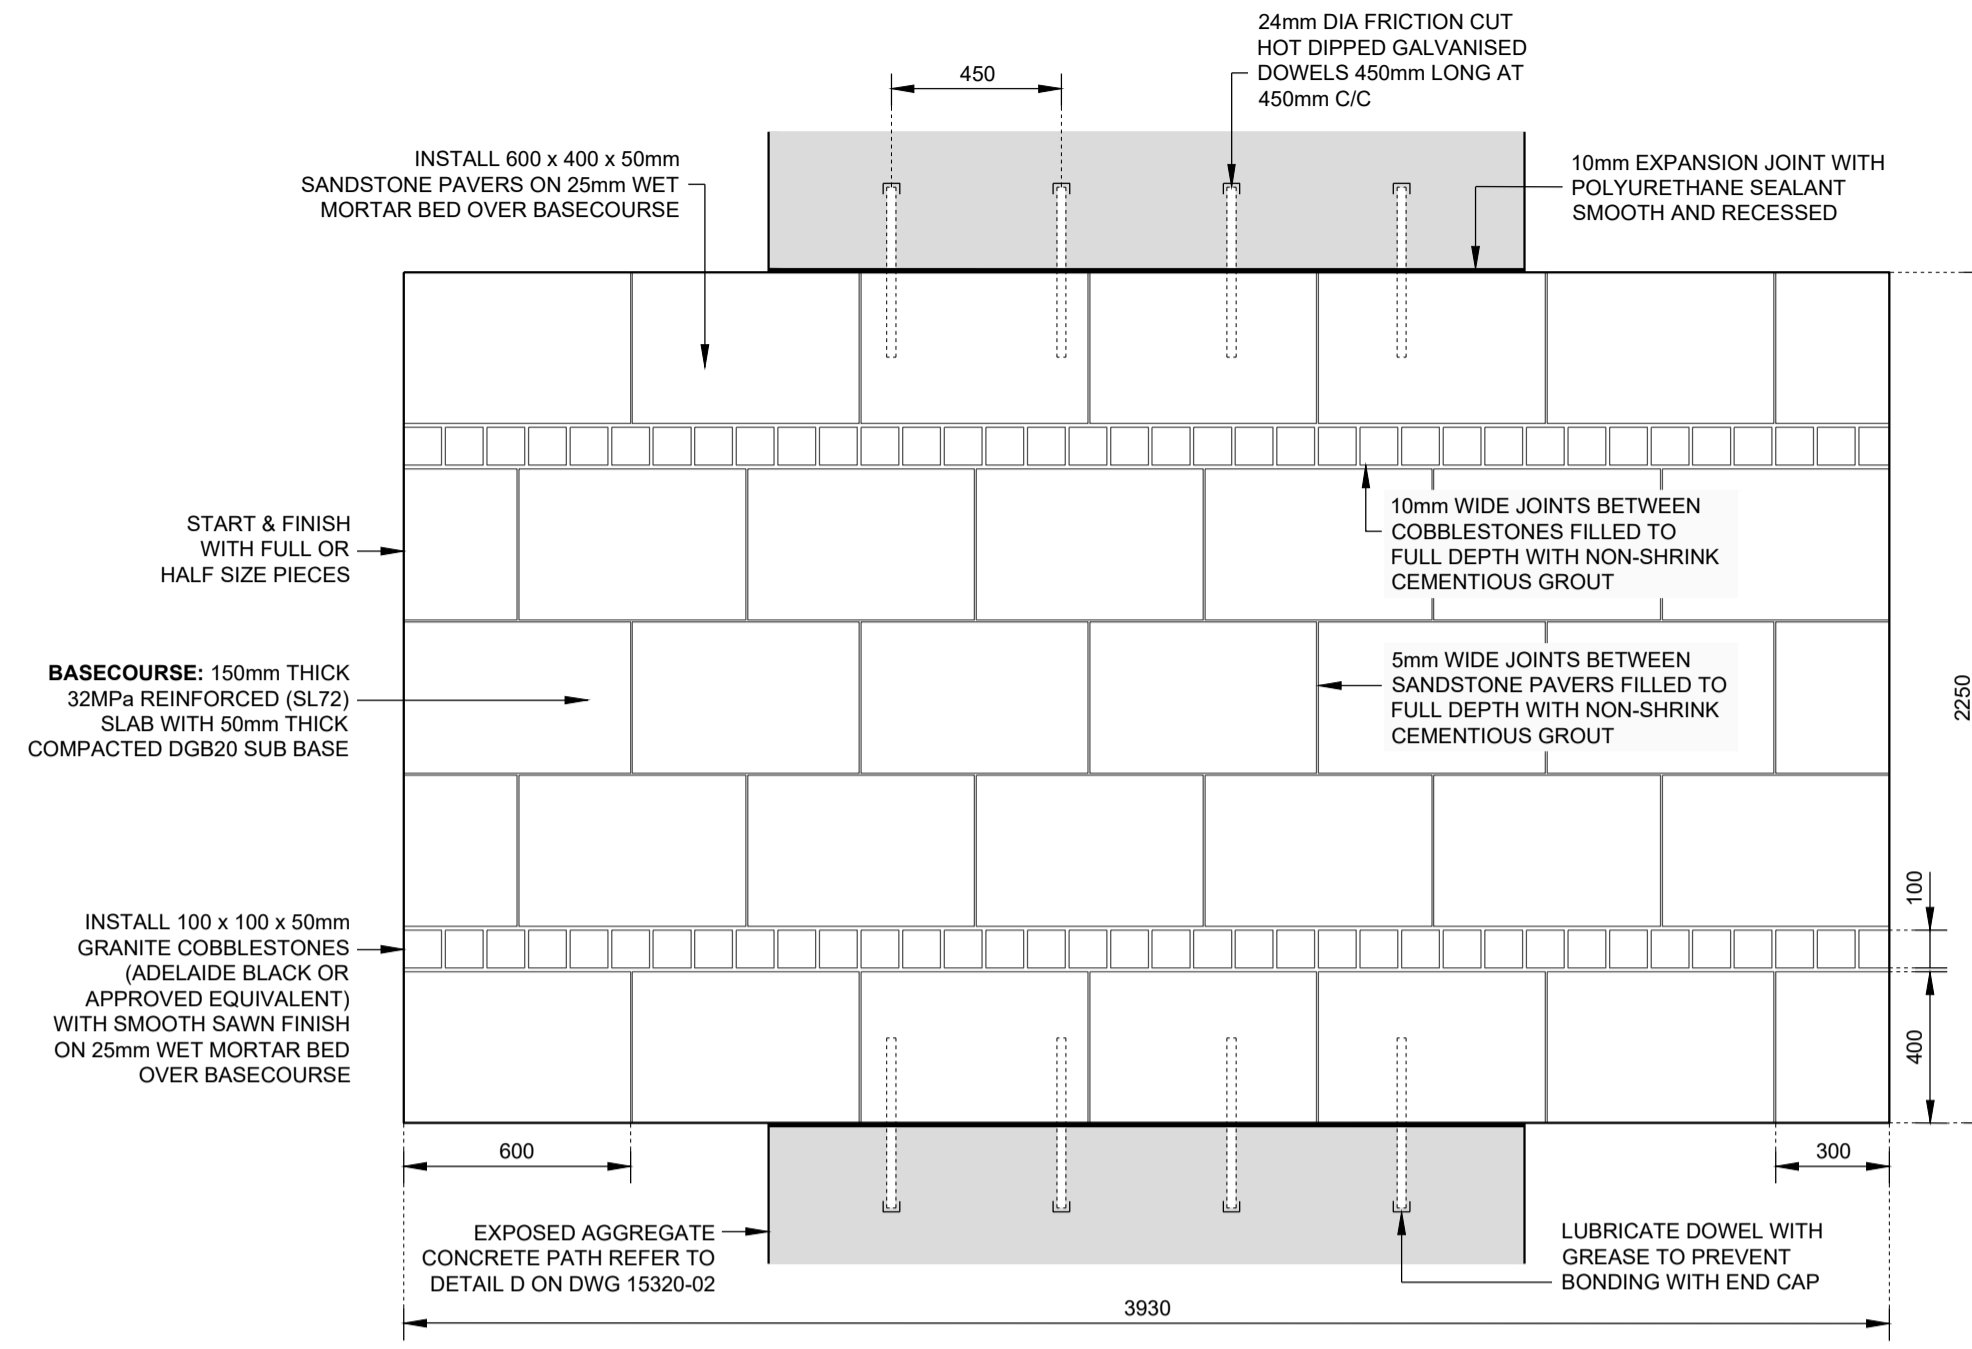 24mm DIA FRICTION CUT
HOT DIPPED GALVANISED
DOWELS 450mm LONG AT
450mm C/C
450
INSTALL 600 x 400 x 50mm
SANDSTONE PAVERS ON 25mm WET
MORTAR BED OVER BASECOURSE
10mm EXPANSION JOINT WITH
POLYURETHANE SEALANT
SMOOTH AND RECESSED
START & FINISH
WITH FULL OR
HALF SIZE PIECES
10mm WIDE JOINTS BETWEEN
COBBLESTONES FILLED TO
FULL DEPTH WITH NON-SHRINK
CEMENTIOUS GROUT
BASECOURSE: 150mm THICK
32MPa REINFORCED (SL72)
SLAB WITH 50mm THICK
COMPACTED DGB20 SUB BASE
5mm WIDE JOINTS BETWEEN
SANDSTONE PAVERS FILLED TO
FULL DEPTH WITH NON-SHRINK
CEMENTIOUS GROUT
2250
INSTALL 100 x 100 x 50mm
GRANITE COBBLESTONES
(ADELAIDE BLACK OR
APPROVED EQUIVALENT)
WITH SMOOTH SAWN FINISH
ON 25mm WET MORTAR BED
OVER BASECOURSE
100
400
600
300
EXPOSED AGGREGATE
CONCRETE PATH REFER TO
DETAIL D ON DWG 15320-02
LUBRICATE DOWEL WITH
GREASE TO PREVENT
BONDING WITH END CAP
3930